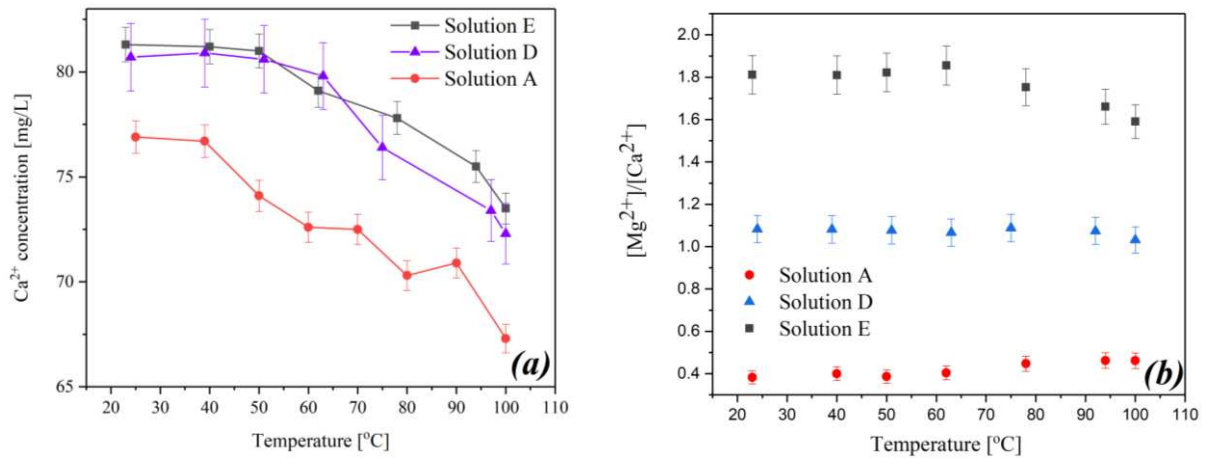 Ca²⁺ concentration [mg/L]
80
75
70
65
Solution E
Solution D
Solution A
(a)
20 30 40 50 60 70 80 90 100 110
Temperature [°C]
[Mg²⁺]/[Ca²⁺]
2.0
1.8
1.6
1.4
1.2
1.0
0.8
0.6
0.4
Solution A
Solution D
Solution E
(b)
20 30 40 50 60 70 80 90 100 110
Temperature [°C]